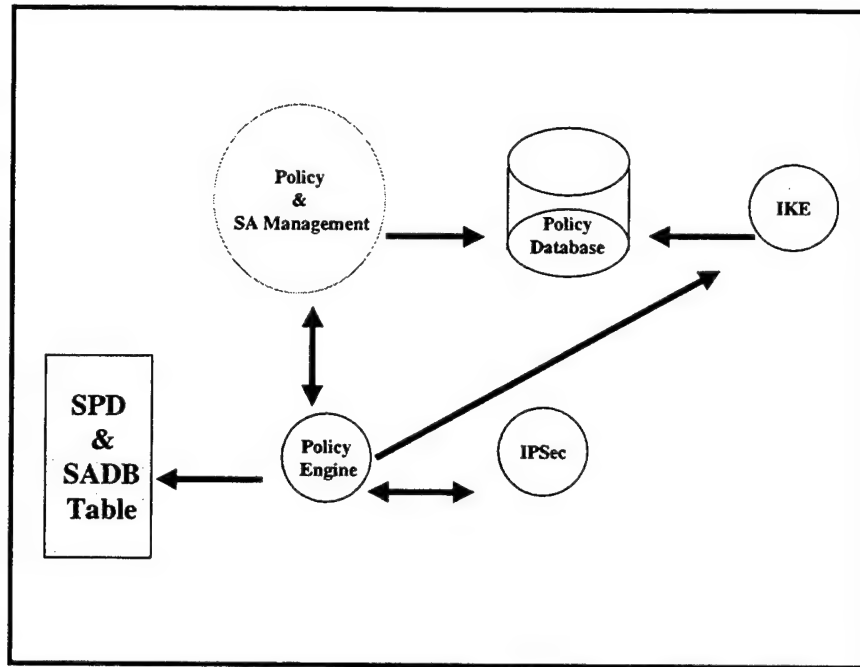 Policy
&
SA Management
Policy
Database
IKE
SPD
&
SADB
Table
Policy
Engine
IPSec